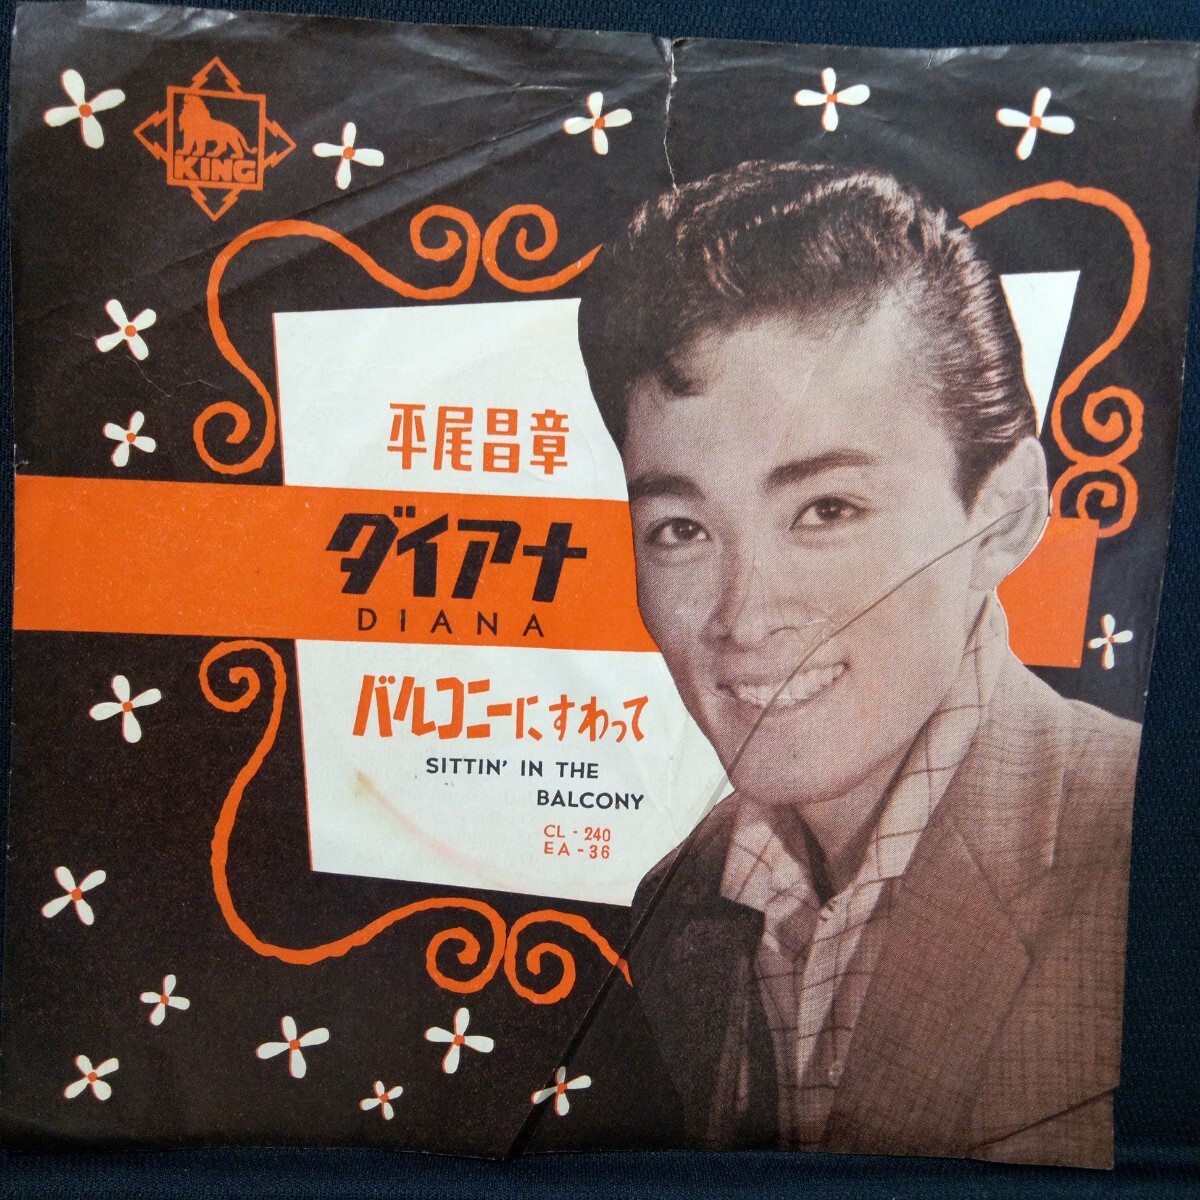 KING
平尾昌章
ダイアナ
DIANA
バルコニーにすわって
SITTIN' IN THE
BALCONY
CL - 240
EA - 36